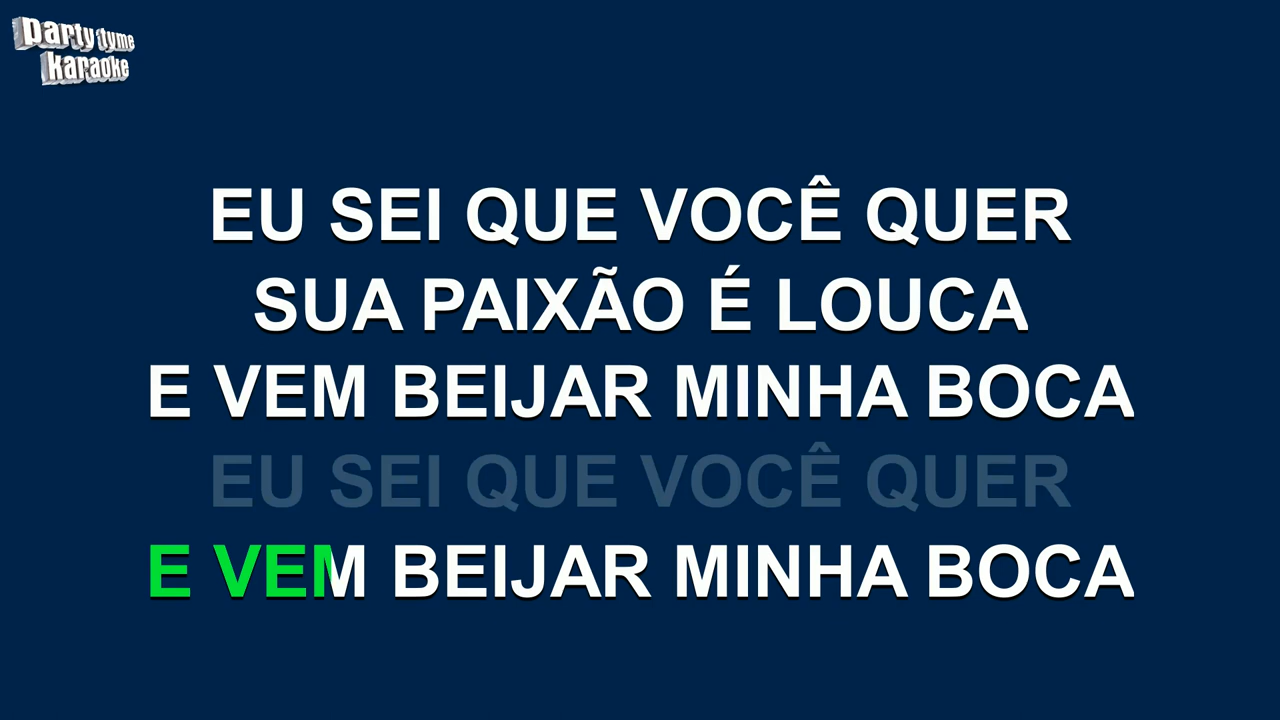 party tyme
karaoke
EU SEI QUE VOCÊ QUER
SUA PAIXÃO É LOUCA
E VEM BEIJAR MINHA BOCA
EU SEI QUE VOCÊ QUER
E VEM BEIJAR MINHA BOCA